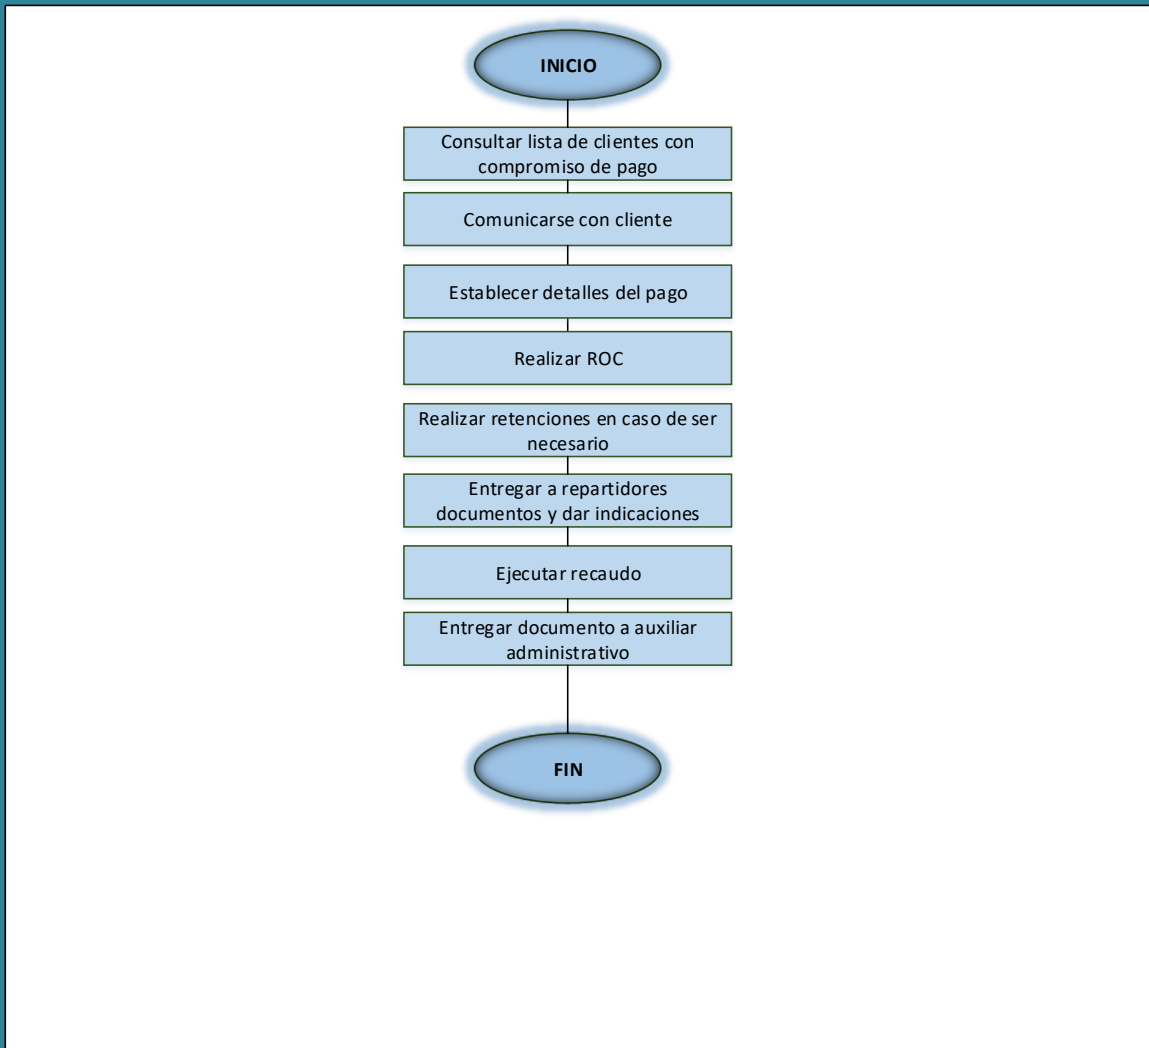 INICIO
Consultar lista de clientes con
compromiso de pago
Comunicarse con cliente
Establecer detalles del pago
Realizar ROC
Realizar retenciones en caso de ser
necesario
Entregar a repartidores
documentos y dar indicaciones
Ejecutar recaudo
Entregar documento a auxiliar
administrativo
FIN